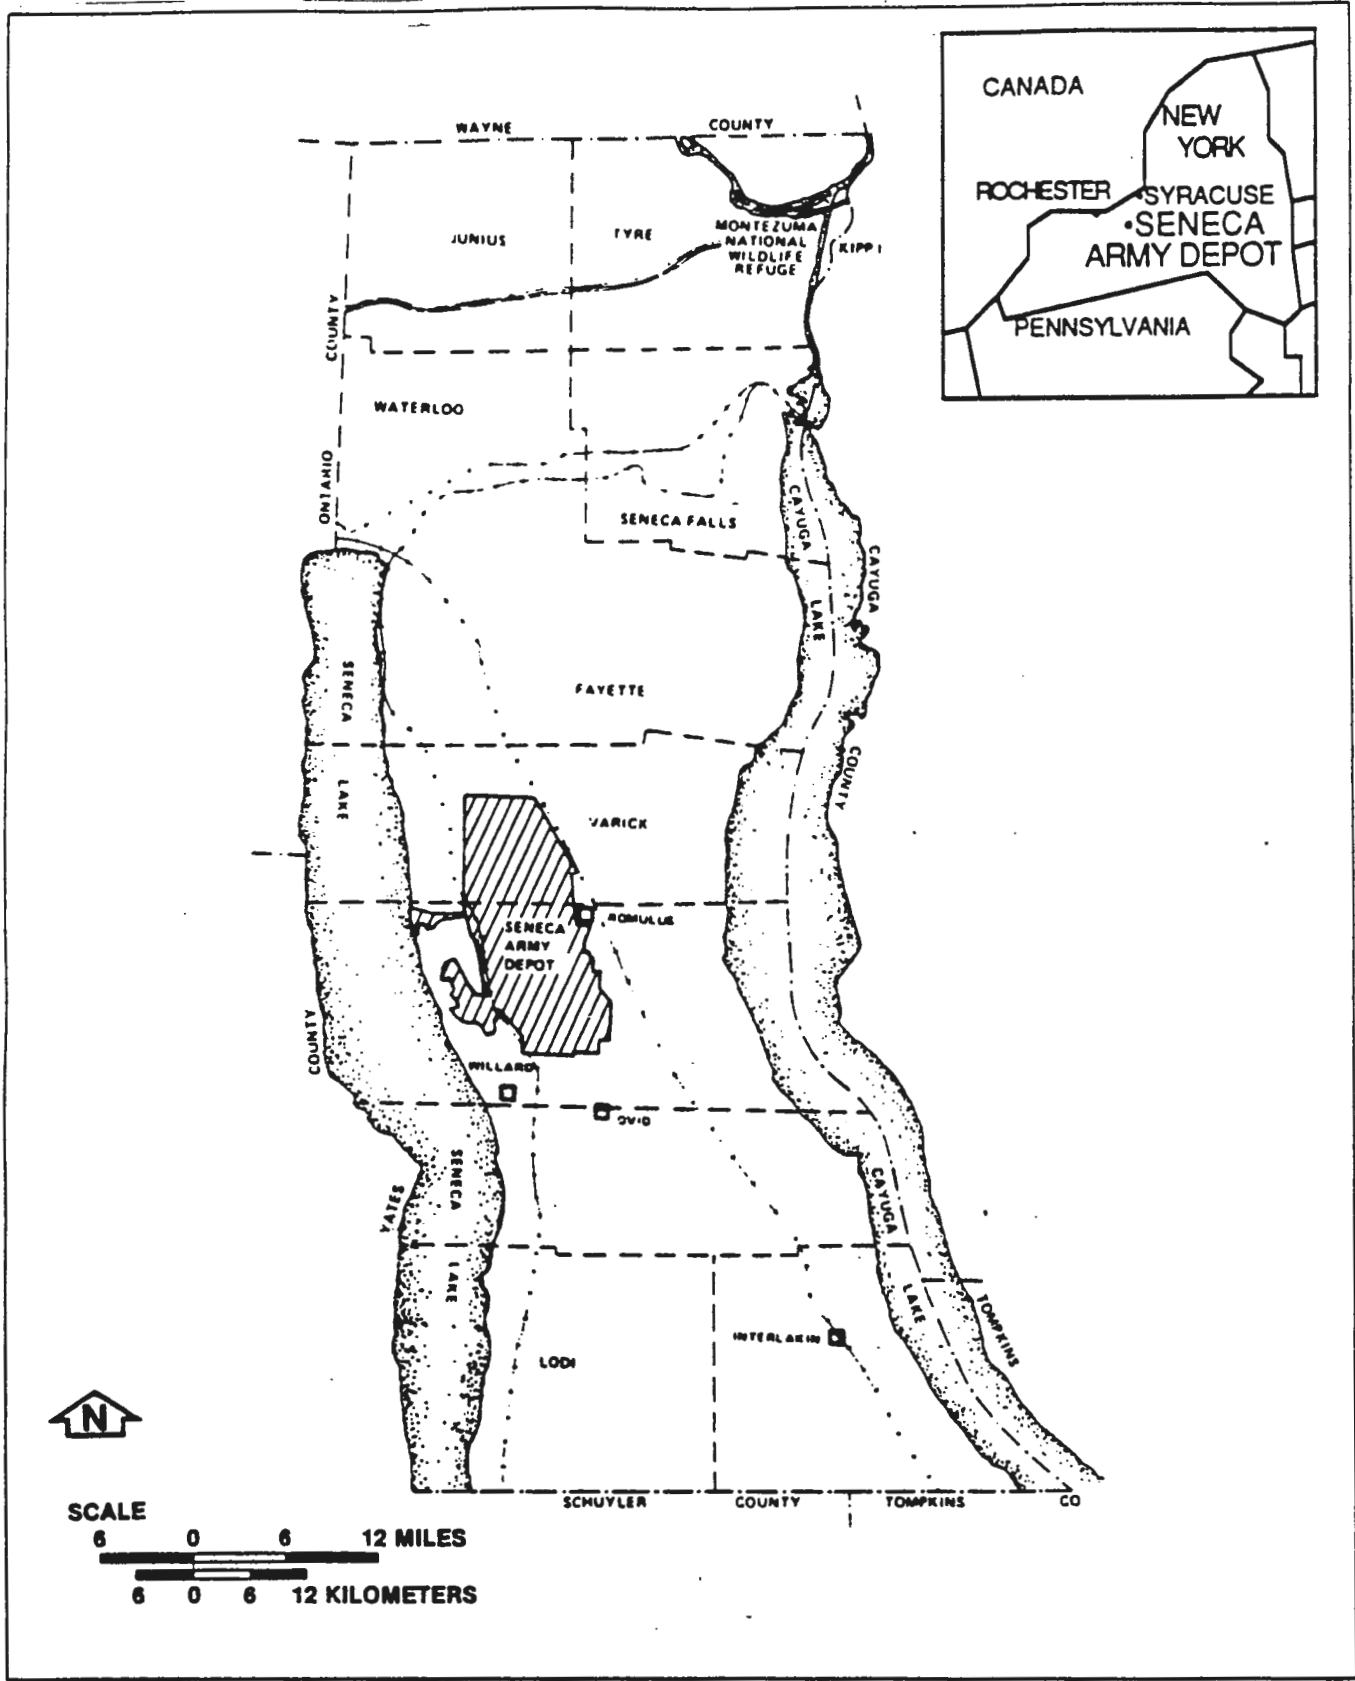 CANADA
NEW
YORK
ROCHESTER
SYRACUSE
SENECA
ARMY DEPOT
PENNSYLVANIA
WAYNE
COUNTY
JUNIUS
TYRE
MONTEZUMA
NATIONAL
WILDLIFE
REFUGE
COUNTY
WATERLOO
ONTARIO
SENECA FALLS
CAYUGA
LAKE
CAYUGA
COUNTY
SENECA
LAKE
FAYETTE
VARICK
ROMULUS
SENECA
ARMY
DEPOT
COUNTY
WILLARD
OVID
YATES
SENECA
LAKE
CAYUGA
LAKE
TOMPKINS
INTERLAKIN
LODI
SCHUYLER
COUNTY
TOMPKINS
CO
N
SCALE
6 0 6 12 MILES
6 0 6 12 KILOMETERS